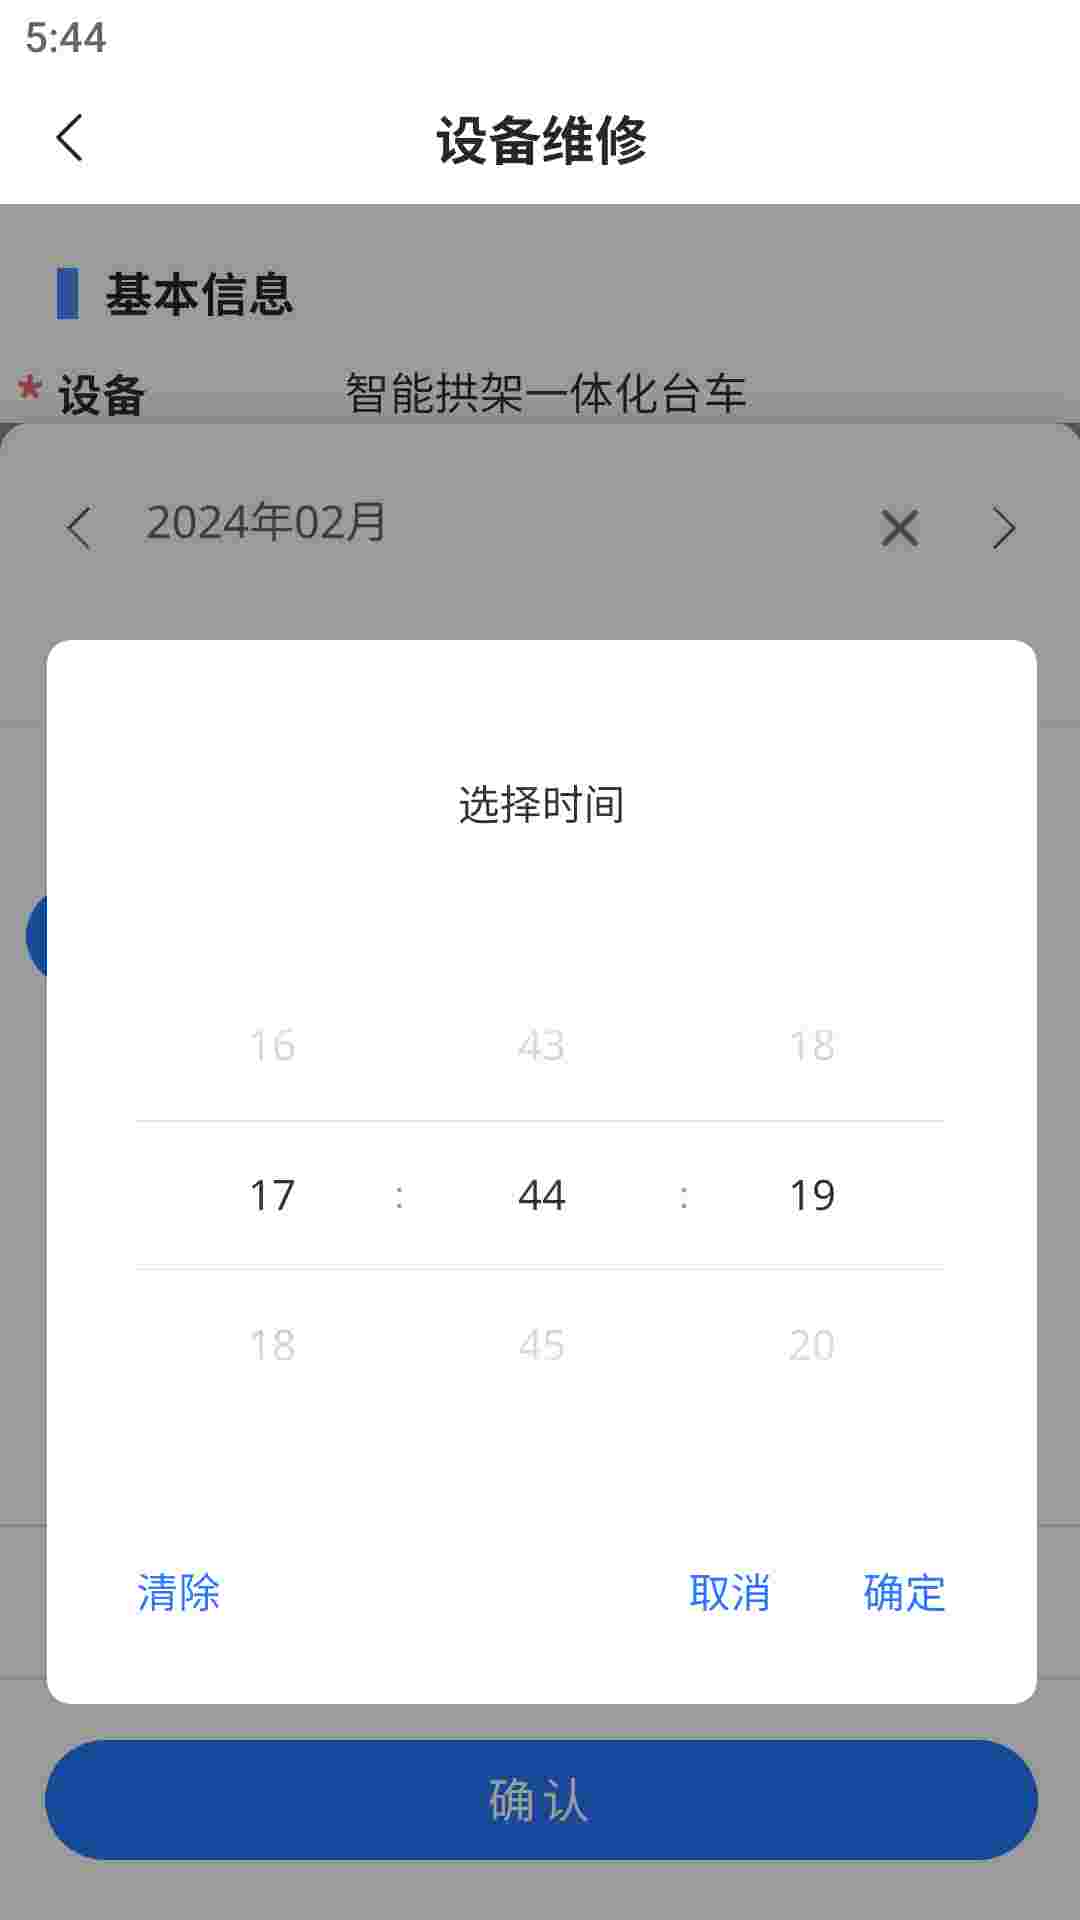 5:44
设备维修
基本信息
* 设备 智能拱架一体化台车
2024年02月
选择时间
16 43 18
17 : 44 : 19
18 45 20
清除 取消 确定
确认